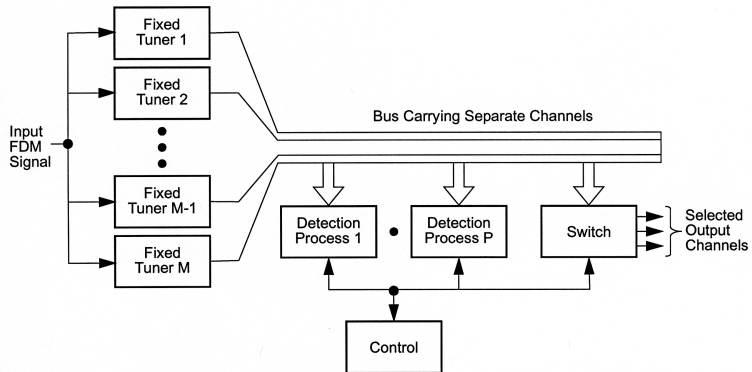 Fixed
Tuner 1
Fixed
Tuner 2
Input
FDM
Signal
Fixed
Tuner M-1
Fixed
Tuner M
Bus Carrying Separate Channels
Detection
Process 1
Detection
Process P
Switch
Selected
Output
Channels
Control